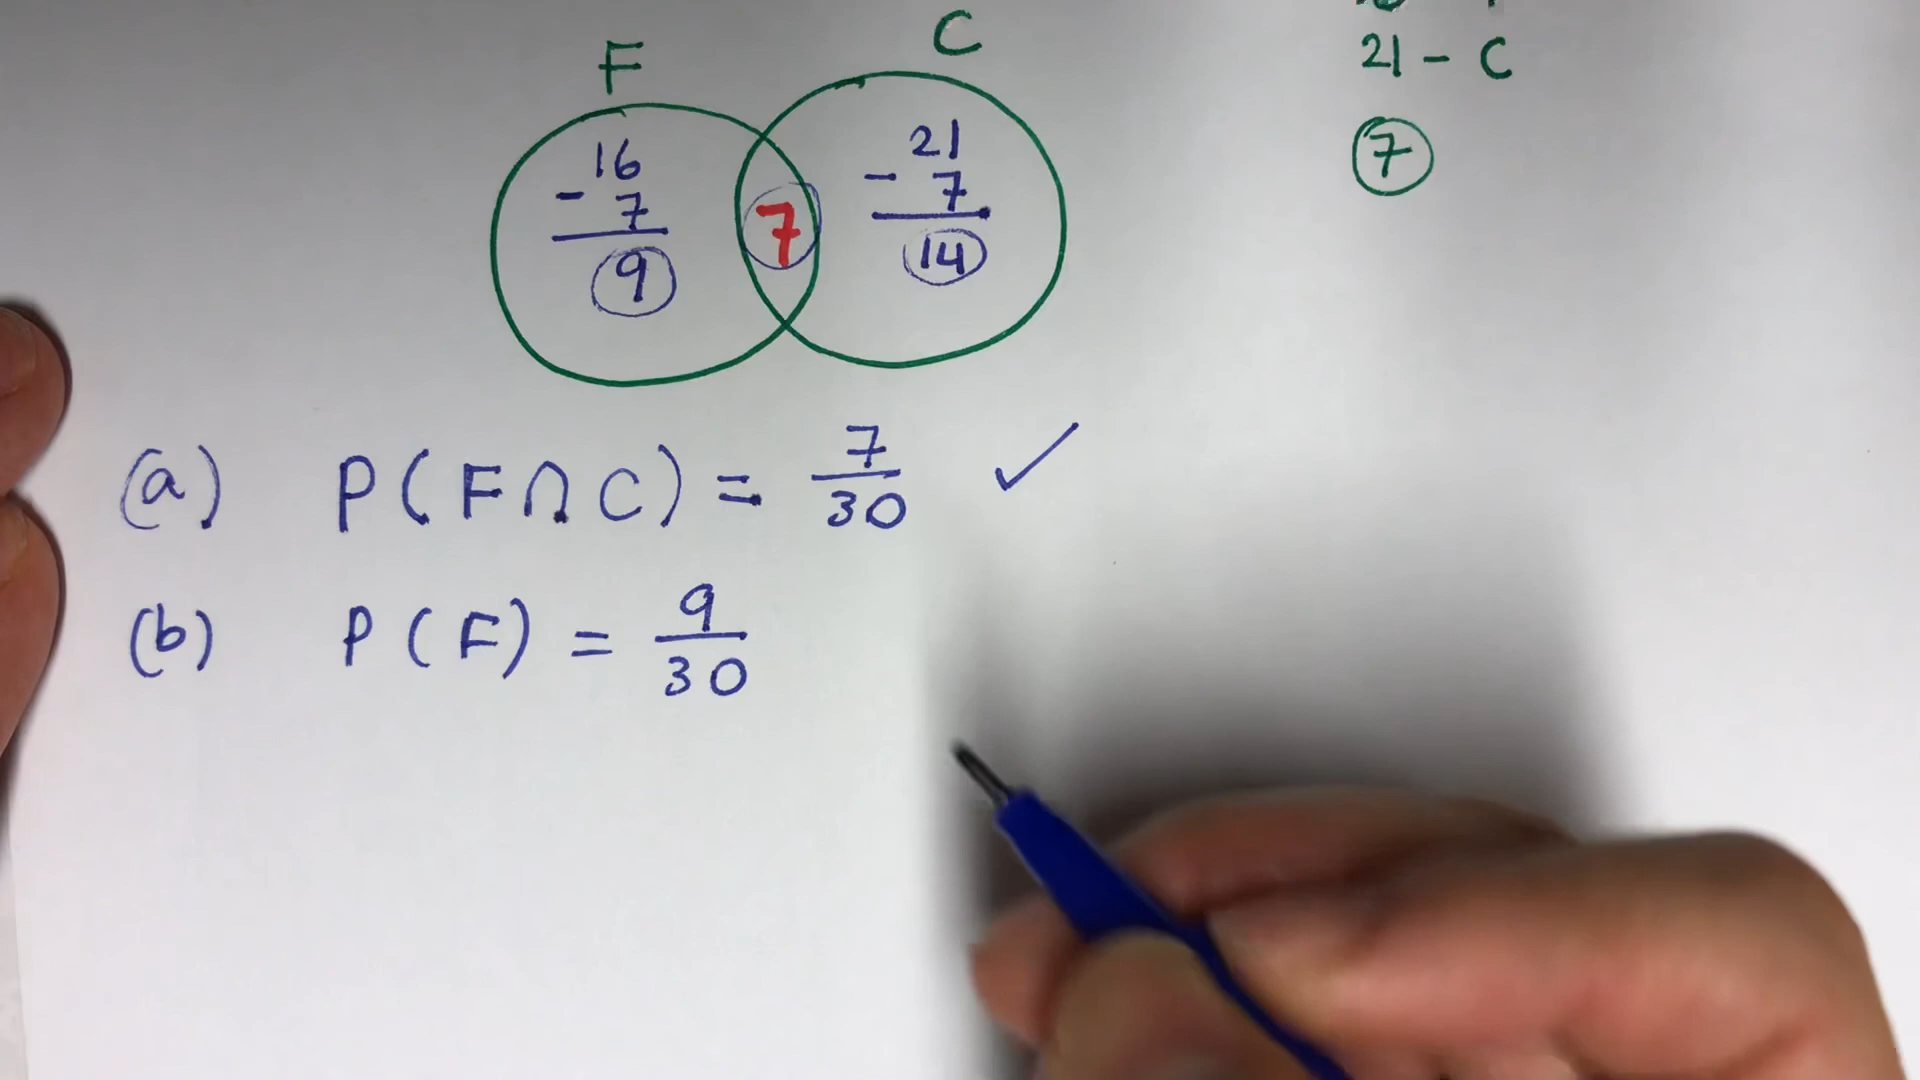 F
C
21 - C
16
- 7
9
7
21
- 7
14
7
(a) P(F∩C) = 7/30 ✓
(b) P(F) = 9/30